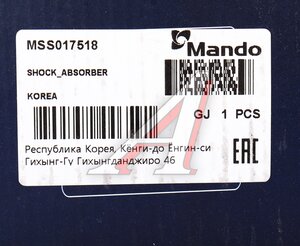 MSS017518
Mando
SHOCK_ABSORBER
KOREA
GJ 1 PCS
Республика Корея, Кенги-до Ёнгин-си
Гихынг-Гу Гихынгданджиро 46
EAC